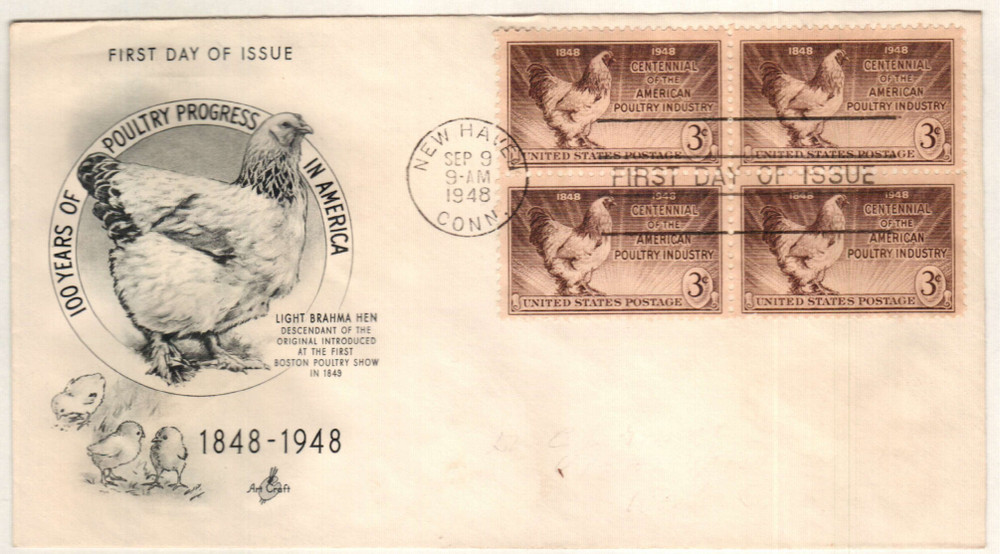 FIRST DAY OF ISSUE
100 YEARS OF POULTRY PROGRESS IN AMERICA
LIGHT BRAHMA HEN
DESCENDANT OF THE
ORIGINAL INTRODUCED
AT THE FIRST
BOSTON POULTRY SHOW
IN 1849
1848-1948
Art Craft
NEW HAVEN
SEP 9
9-AM
1948
CONN.
FIRST DAY OF ISSUE
1848 1948
CENTENNIAL
OF THE
AMERICAN
POULTRY INDUSTRY
3¢
UNITED STATES POSTAGE
1848 1948
CENTENNIAL
OF THE
AMERICAN
POULTRY INDUSTRY
3¢
UNITED STATES POSTAGE
1848 1948
CENTENNIAL
OF THE
AMERICAN
POULTRY INDUSTRY
3¢
UNITED STATES POSTAGE
1848 1948
CENTENNIAL
OF THE
AMERICAN
POULTRY INDUSTRY
3¢
UNITED STATES POSTAGE